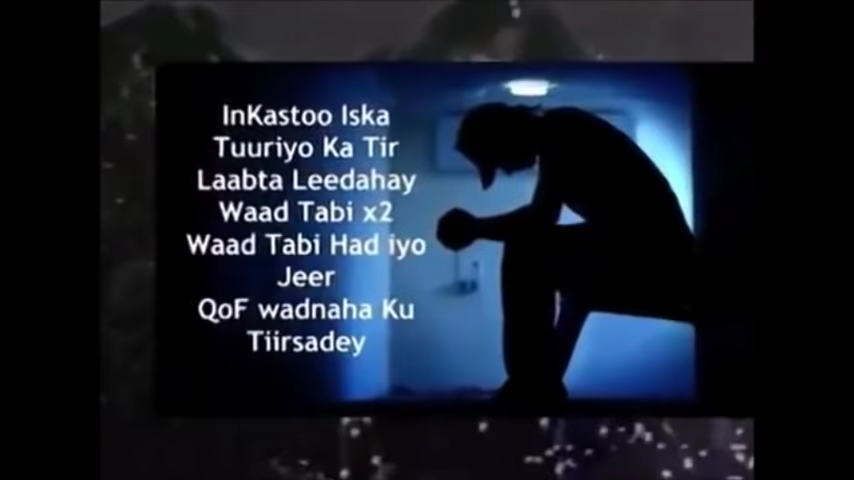 InKastoo Iska
Tuuriyo Ka Tir
Laabta Leedahay
Waad Tabi x2
Waad Tabi Had iyo
Jeer
QoF wadnaha Ku
Tiirsadey